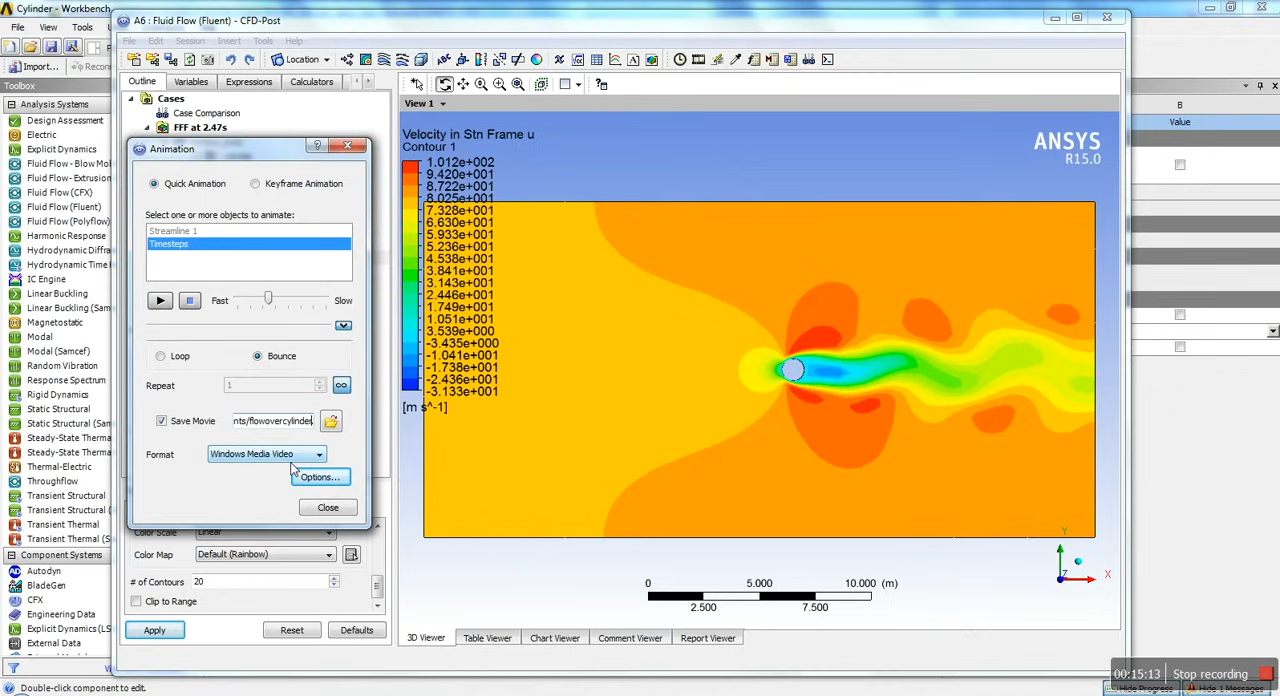 Cylinder - Workbench
File View Tools
Import...
Toolbox
Analysis Systems
Design Assessment
Electric
Explicit Dynamics
Fluid Flow - Blow Mol
Fluid Flow - Extrusion
Fluid Flow (CFX)
Fluid Flow (Fluent)
Fluid Flow (Polyflow)
Harmonic Response
Hydrodynamic Diffra
Hydrodynamic Time
IC Engine
Linear Buckling
Linear Buckling (Sam
Magnetostatic
Modal
Modal (Samcef)
Random Vibration
Response Spectrum
Rigid Dynamics
Static Structural
Static Structural (Sa
Steady-State Therma
Steady-State Therma
Thermal-Electric
Throughflow
Transient Structural
Transient Structural (
Transient Thermal
Transient Thermal (S
Component Systems
Autodyn
BladeGen
CFX
Engineering Data
Explicit Dynamics (LS
External Data
Double-click component to edit.
A6 : Fluid Flow (Fluent) - CFD-Post
File Edit Session Insert Tools Help
Location
Outline Variables Expressions Calculators
Cases
Case Comparison
FFF at 2.47s
Animation
Quick Animation Keyframe Animation
Select one or more objects to animate:
Streamline 1
Timesteps
Fast Slow
Loop Bounce
Repeat 1
Save Movie nts/flowovercylinder
Format Windows Media Video
Options...
Close
Color Scale Linear
Color Map Default (Rainbow)
# of Contours 20
Clip to Range
Apply Reset Defaults
View 1
Velocity in Stn Frame u
Contour 1
1.012e+002
9.420e+001
8.722e+001
8.025e+001
7.328e+001
6.630e+001
5.933e+001
5.236e+001
4.538e+001
3.841e+001
3.143e+001
2.446e+001
1.749e+001
1.051e+001
3.539e+000
-3.435e+000
-1.041e+001
-1.738e+001
-2.436e+001
-3.133e+001
[m s^-1]
ANSYS
R15.0
Y
Z X
0 5.000 10.000 (m)
2.500 7.500
3D Viewer Table Viewer Chart Viewer Comment Viewer Report Viewer
B
Value
00:15:13 Stop recording
Hide Progress Hide 1 Messages